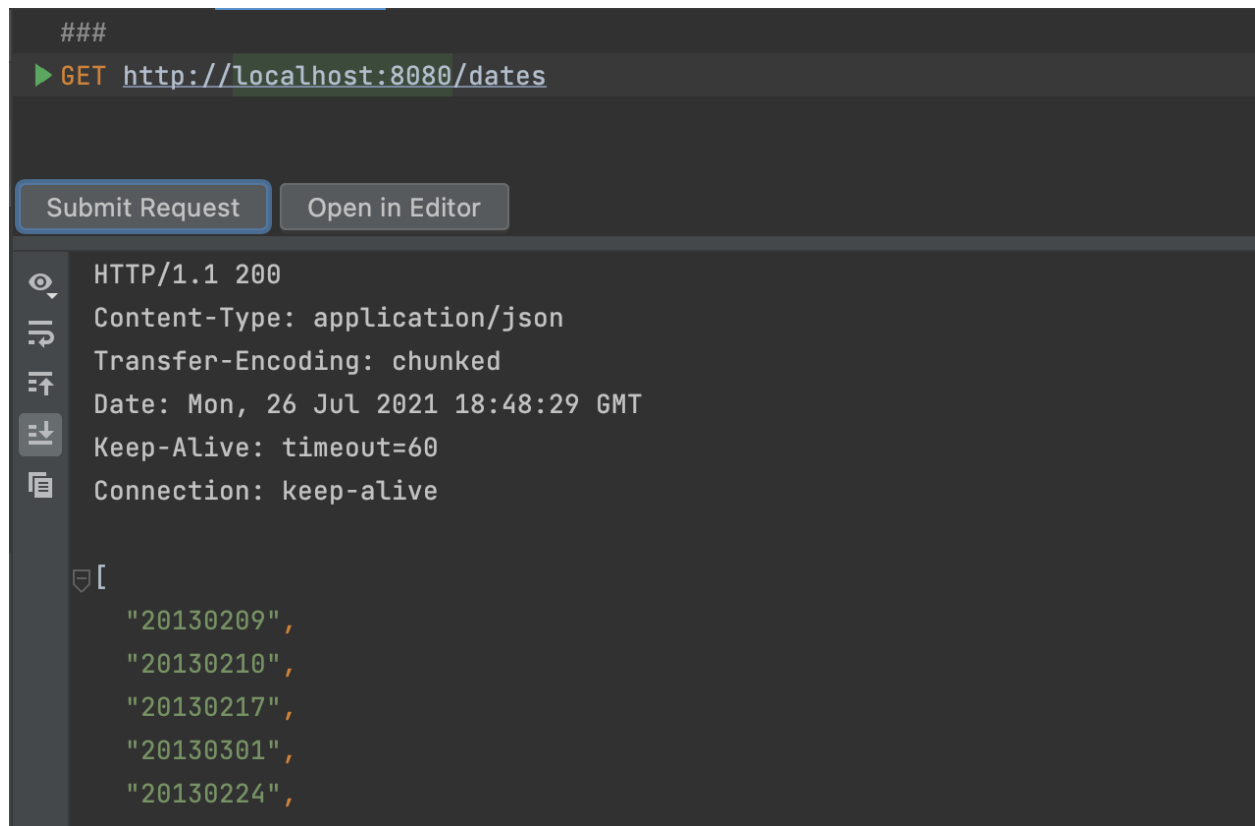 ###
GET http://localhost:8080/dates
Submit Request
Open in Editor
HTTP/1.1 200
Content-Type: application/json
Transfer-Encoding: chunked
Date: Mon, 26 Jul 2021 18:48:29 GMT
Keep-Alive: timeout=60
Connection: keep-alive
[
"20130209",
"20130210",
"20130217",
"20130301",
"20130224",